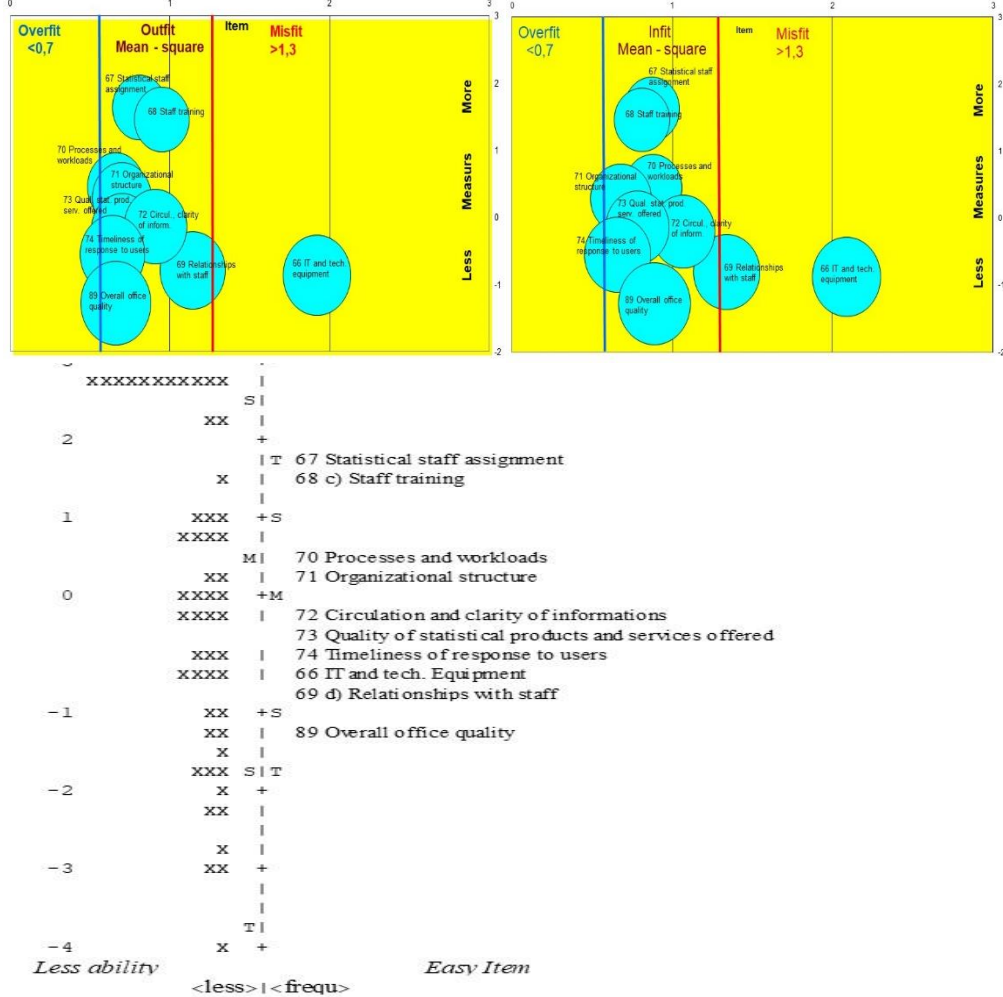 0 1 2 3
Overfit Outfit Item Misfit
<0,7 Mean - square >1,3
67 Statistical staff
assignment
68 Staff training
70 Processes and
workloads
71 Organizational
structure
73 Qual. stat. prod.
serv. offered
72 Circul., clarity
of inform.
74 Timeliness of
response to users
69 Relationships
with staff
66 IT and tech.
equipment
89 Overall office
quality
More
Measurs
Less
3
2
1
0
-1
-2
0 1 2 3
Overfit Infit Item Misfit
<0,7 Mean - square >1,3
67 Statistical staff
assignment
68 Staff training
70 Processes and
workloads
71 Organizational
structure
73 Qual. stat. prod.
serv. offered
72 Circul., clarity
of inform.
74 Timeliness of
response to users
69 Relationships
with staff
66 IT and tech.
equipment
89 Overall office
quality
More
Measures
Less
3
2
1
0
-1
-2
XXXXXXXXXXX |
S|
XX |
2 +
|T 67 Statistical staff assignment
X | 68 c) Staff training
|
1 XXX +S
XXXX |
M| 70 Processes and workloads
XX | 71 Organizational structure
0 XXXX +M
XXXX | 72 Circulation and clarity of informations
73 Quality of statistical products and services offered
XXX | 74 Timeliness of response to users
XXXX | 66 IT and tech. Equipment
69 d) Relationships with staff
-1 XX +S
XX | 89 Overall office quality
X |
XXX S|T
-2 X +
XX |
|
X |
-3 XX +
|
|
T|
-4 X +
Less ability Easy Item
<less>|<frequ>